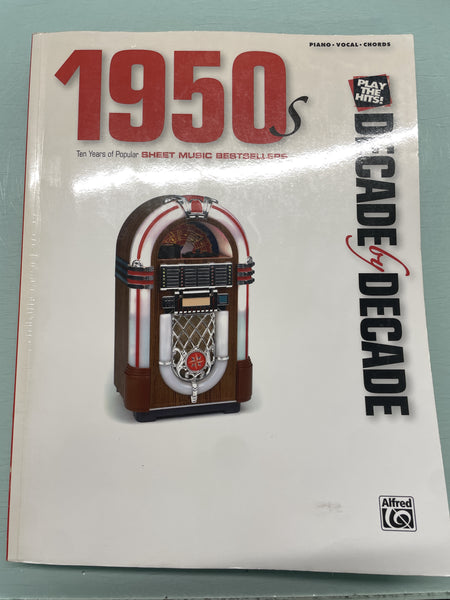 PIANO • VOCAL • CHORDS
1950s
Ten Years of Popular SHEET MUSIC BESTSELLERS
PLAY
THE
HITS!
DECADE by DECADE
Alfred